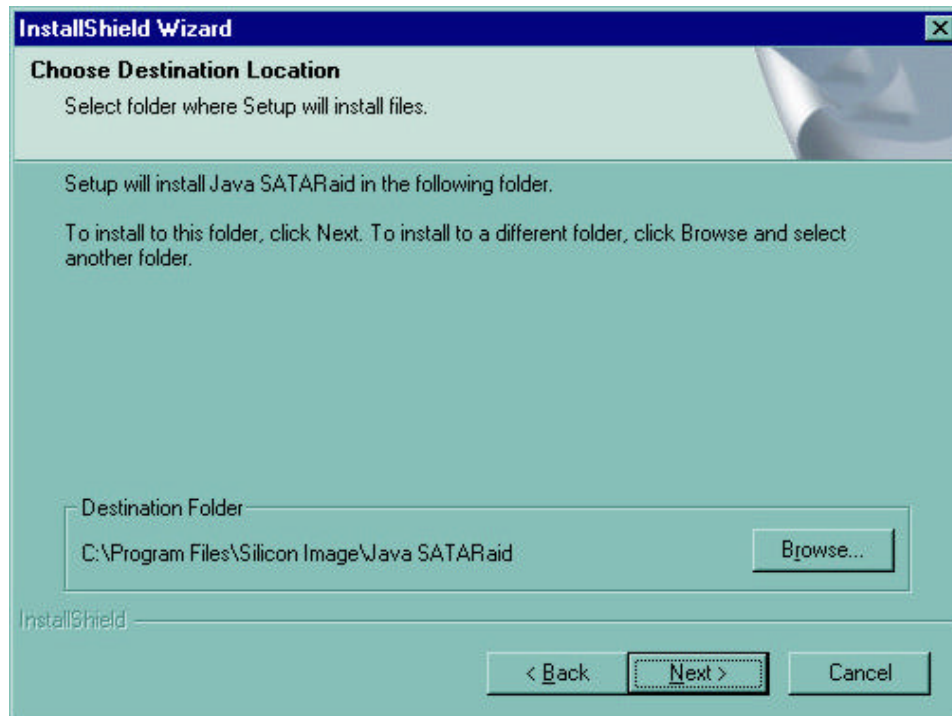 InstallShield Wizard
Choose Destination Location
Select folder where Setup will install files.
Setup will install Java SATARaid in the following folder.
To install to this folder, click Next. To install to a different folder, click Browse and select
another folder.
Destination Folder
C:\Program Files\Silicon Image\Java SATARaid
Browse...
InstallShield
< Back
Next >
Cancel